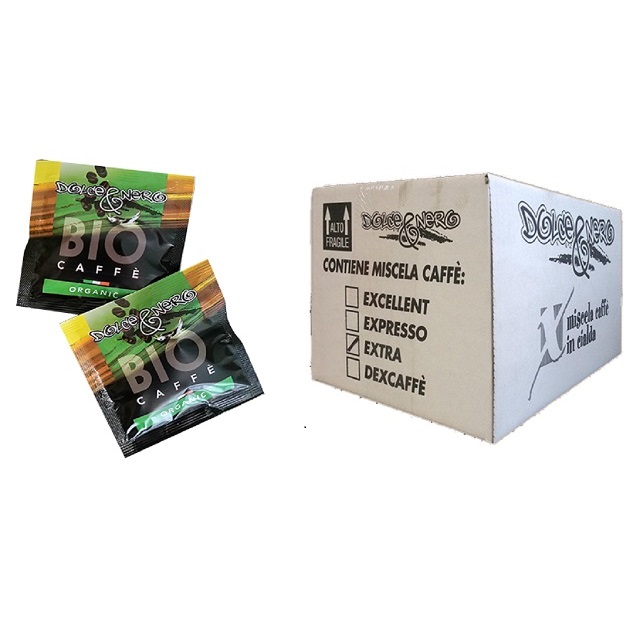 DOLCE & NERO
BIO
CAFFÈ
ORGANIC
DOLCE & NERO
BIO
CAFFÈ
ORGANIC
ALTO
FRAGILE
DOLCE & NERO
CONTIENE MISCELA CAFFÈ:
EXCELLENT
EXPRESSO
EXTRA
DEXCAFFÈ
DOLCE & NERO
miscela caffè
in cialda